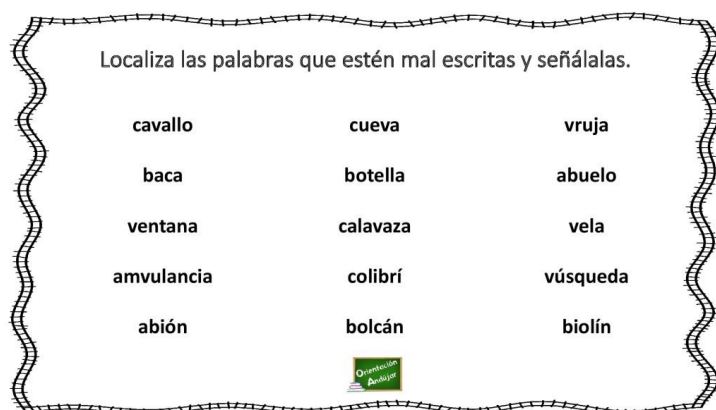 Localiza las palabras que estén mal escritas y señálalas.
cavallo cueva vruja
baca botella abuelo
ventana calavaza vela
amvulancia colibrí vúsqueda
abión bolcán biolín
Orientación
Andújar